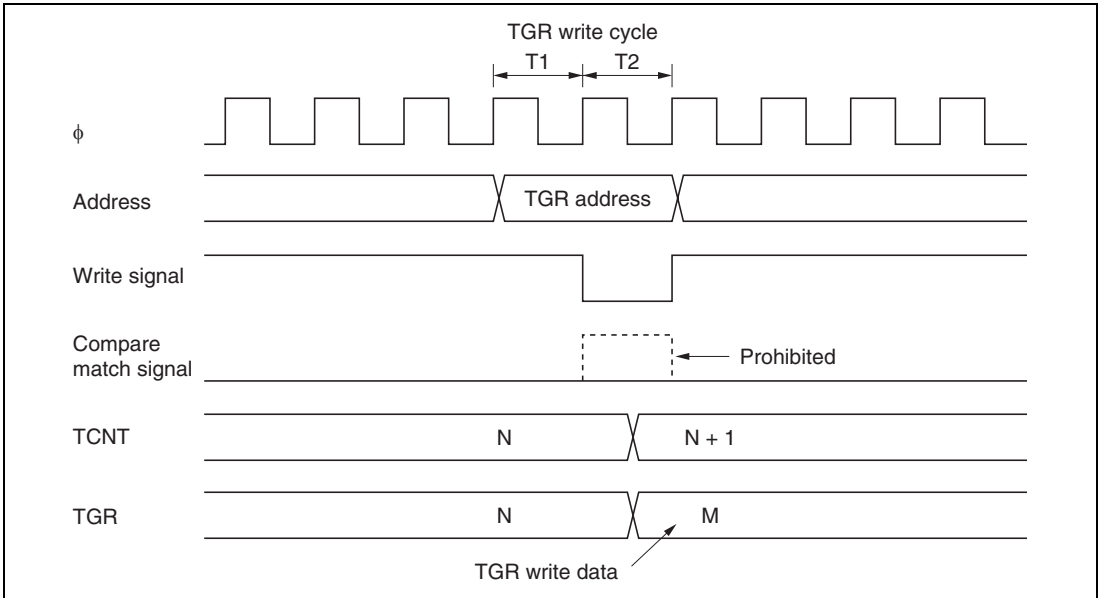 TGR write cycle
T1 T2
ϕ
Address
TGR address
Write signal
Compare
match signal
Prohibited
TCNT
N
N + 1
TGR
N
M
TGR write data